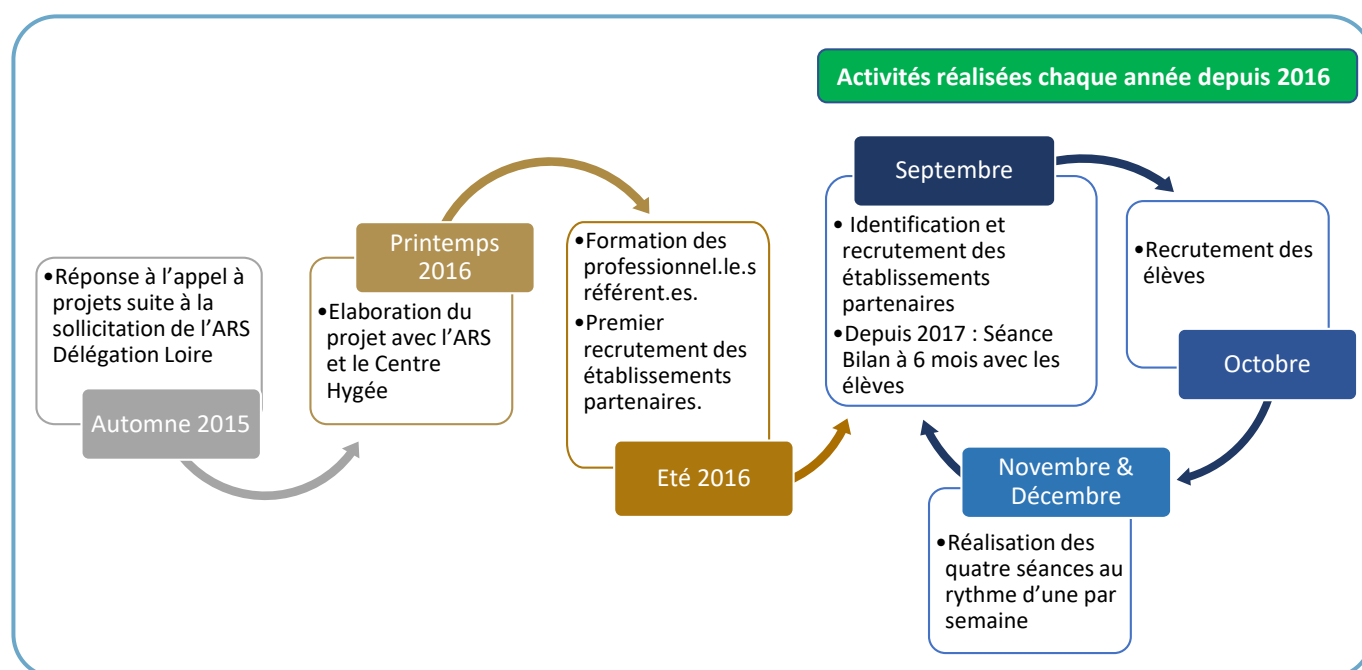 Activités réalisées chaque année depuis 2016
•Réponse à l’appel à
projets suite à la
sollicitation de l’ARS
Délégation Loire
Automne 2015
Printemps
2016
•Elaboration du
projet avec l’ARS
et le Centre
Hygée
•Formation des
professionnel.le.s
référent.es.
•Premier
recrutement des
établissements
partenaires.
Eté 2016
Septembre
• Identification et
recrutement des
établissements
partenaires
•Depuis 2017 : Séance
Bilan à 6 mois avec les
élèves
•Recrutement des
élèves
Octobre
Novembre &
Décembre
•Réalisation des
quatre séances au
rythme d’une par
semaine